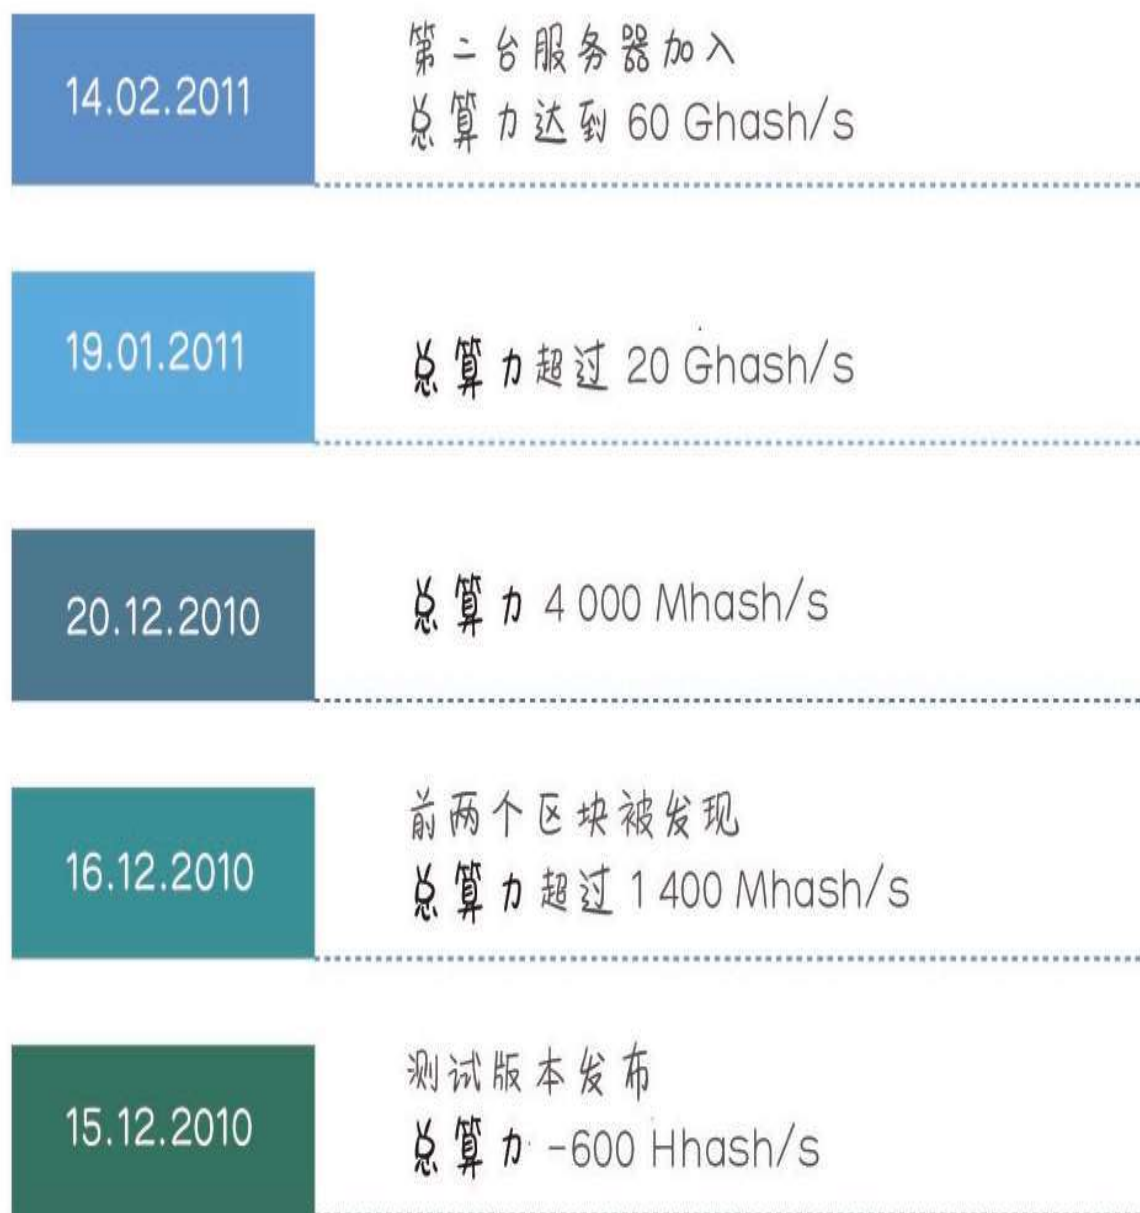 14.02.2011
第二台服务器加入
总算力达到 60 Ghash/s
19.01.2011
总算力超过 20 Ghash/s
20.12.2010
总算力 4 000 Mhash/s
16.12.2010
前两个区块被发现
总算力超过 1 400 Mhash/s
15.12.2010
测试版本发布
总算力 -600 Hhash/s